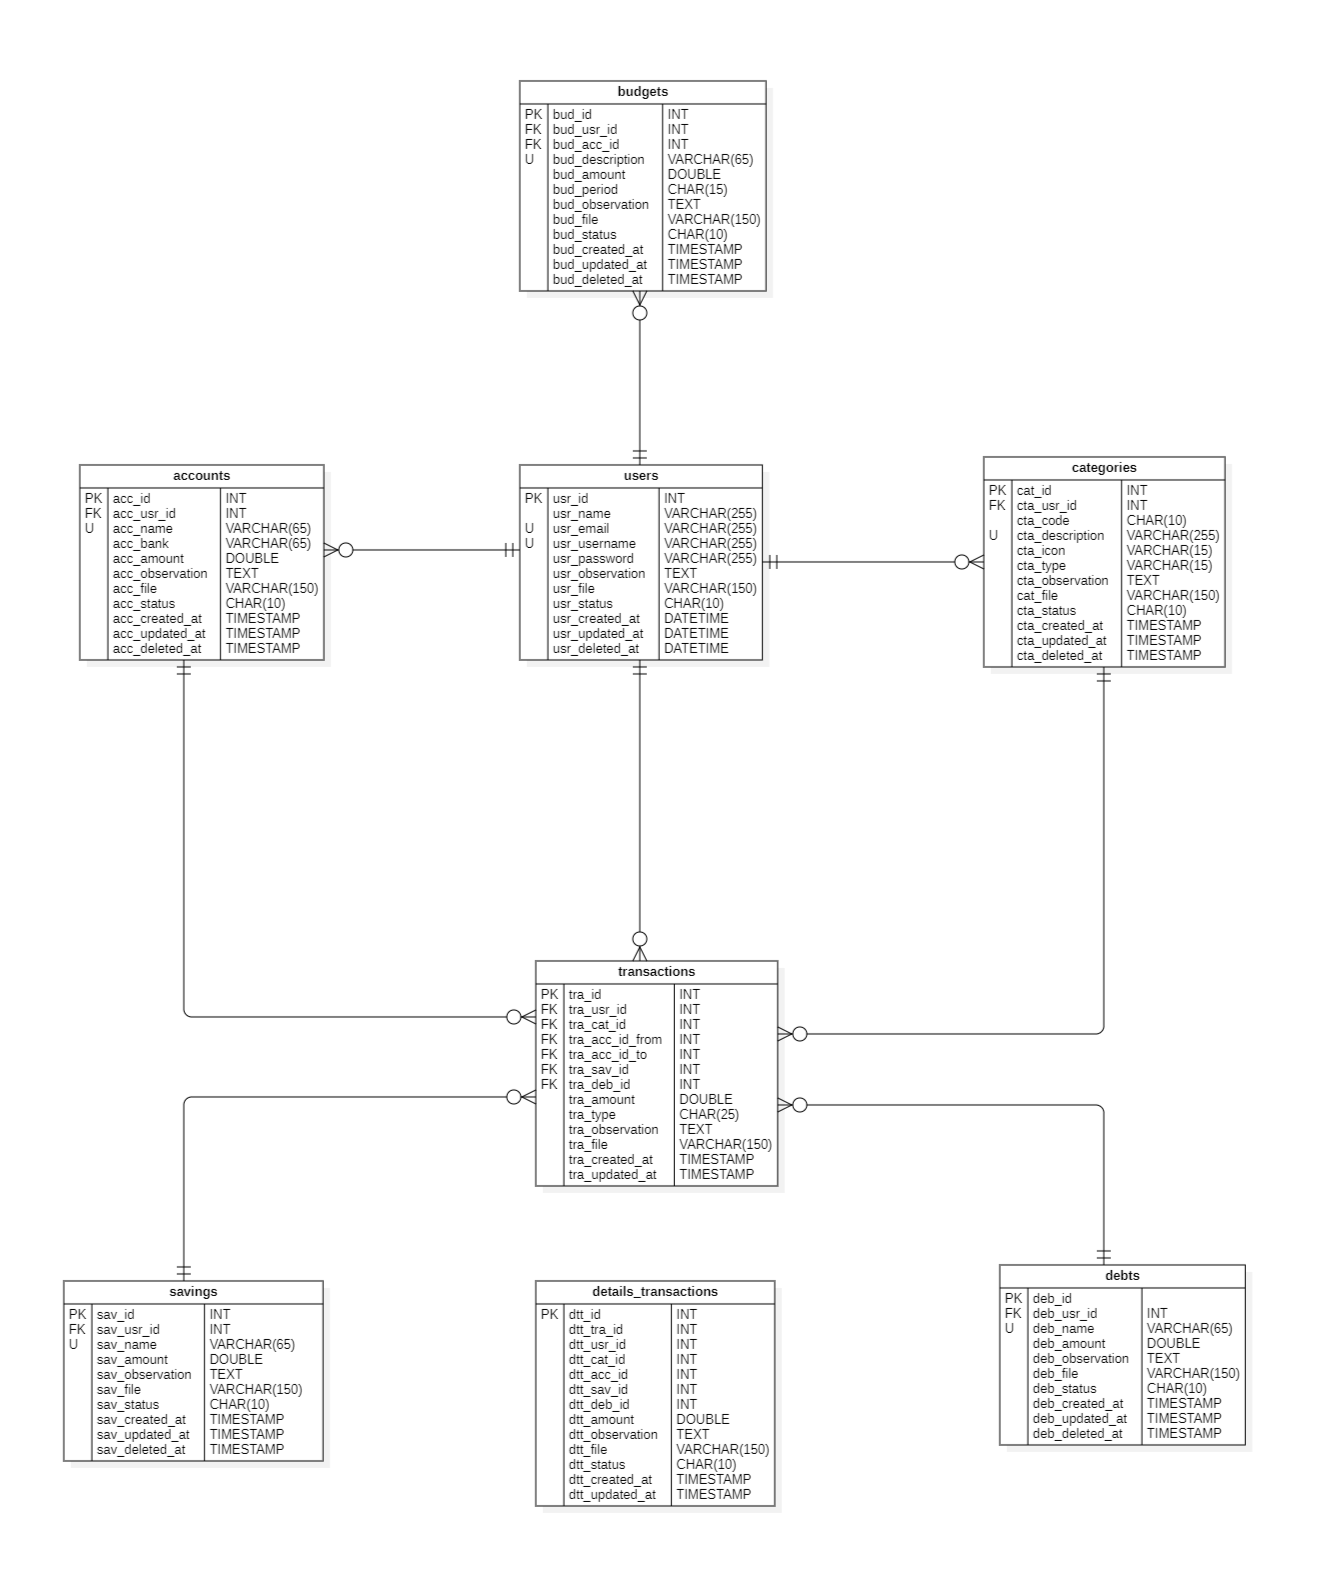 budgets
PK bud_id INT
FK bud_usr_id INT
FK bud_acc_id INT
U bud_description VARCHAR(65)
bud_amount DOUBLE
bud_period CHAR(15)
bud_observation TEXT
bud_file VARCHAR(150)
bud_status CHAR(10)
bud_created_at TIMESTAMP
bud_updated_at TIMESTAMP
bud_deleted_at TIMESTAMP
accounts
PK acc_id INT
FK acc_usr_id INT
U acc_name VARCHAR(65)
acc_bank VARCHAR(65)
acc_amount DOUBLE
acc_observation TEXT
acc_file VARCHAR(150)
acc_status CHAR(10)
acc_created_at TIMESTAMP
acc_updated_at TIMESTAMP
acc_deleted_at TIMESTAMP
users
PK usr_id INT
usr_name VARCHAR(255)
U usr_email VARCHAR(255)
U usr_username VARCHAR(255)
usr_password VARCHAR(255)
usr_observation TEXT
usr_file VARCHAR(150)
usr_status CHAR(10)
usr_created_at DATETIME
usr_updated_at DATETIME
usr_deleted_at DATETIME
categories
PK cat_id INT
FK cta_usr_id INT
cta_code CHAR(10)
U cta_description VARCHAR(255)
cta_icon VARCHAR(15)
cta_type VARCHAR(15)
cta_observation TEXT
cat_file VARCHAR(150)
cta_status CHAR(10)
cta_created_at TIMESTAMP
cta_updated_at TIMESTAMP
cta_deleted_at TIMESTAMP
transactions
PK tra_id INT
FK tra_usr_id INT
FK tra_cat_id INT
FK tra_acc_id_from INT
FK tra_acc_id_to INT
FK tra_sav_id INT
FK tra_deb_id INT
tra_amount DOUBLE
tra_type CHAR(25)
tra_observation TEXT
tra_file VARCHAR(150)
tra_created_at TIMESTAMP
tra_updated_at TIMESTAMP
savings
PK sav_id INT
FK sav_usr_id INT
U sav_name VARCHAR(65)
sav_amount DOUBLE
sav_observation TEXT
sav_file VARCHAR(150)
sav_status CHAR(10)
sav_created_at TIMESTAMP
sav_updated_at TIMESTAMP
sav_deleted_at TIMESTAMP
details_transactions
PK dtt_id INT
dtt_tra_id INT
dtt_usr_id INT
dtt_cat_id INT
dtt_acc_id INT
dtt_sav_id INT
dtt_deb_id INT
dtt_amount DOUBLE
dtt_observation TEXT
dtt_file VARCHAR(150)
dtt_status CHAR(10)
dtt_created_at TIMESTAMP
dtt_updated_at TIMESTAMP
debts
PK deb_id
FK deb_usr_id INT
U deb_name VARCHAR(65)
deb_amount DOUBLE
deb_observation TEXT
deb_file VARCHAR(150)
deb_status CHAR(10)
deb_created_at TIMESTAMP
deb_updated_at TIMESTAMP
deb_deleted_at TIMESTAMP